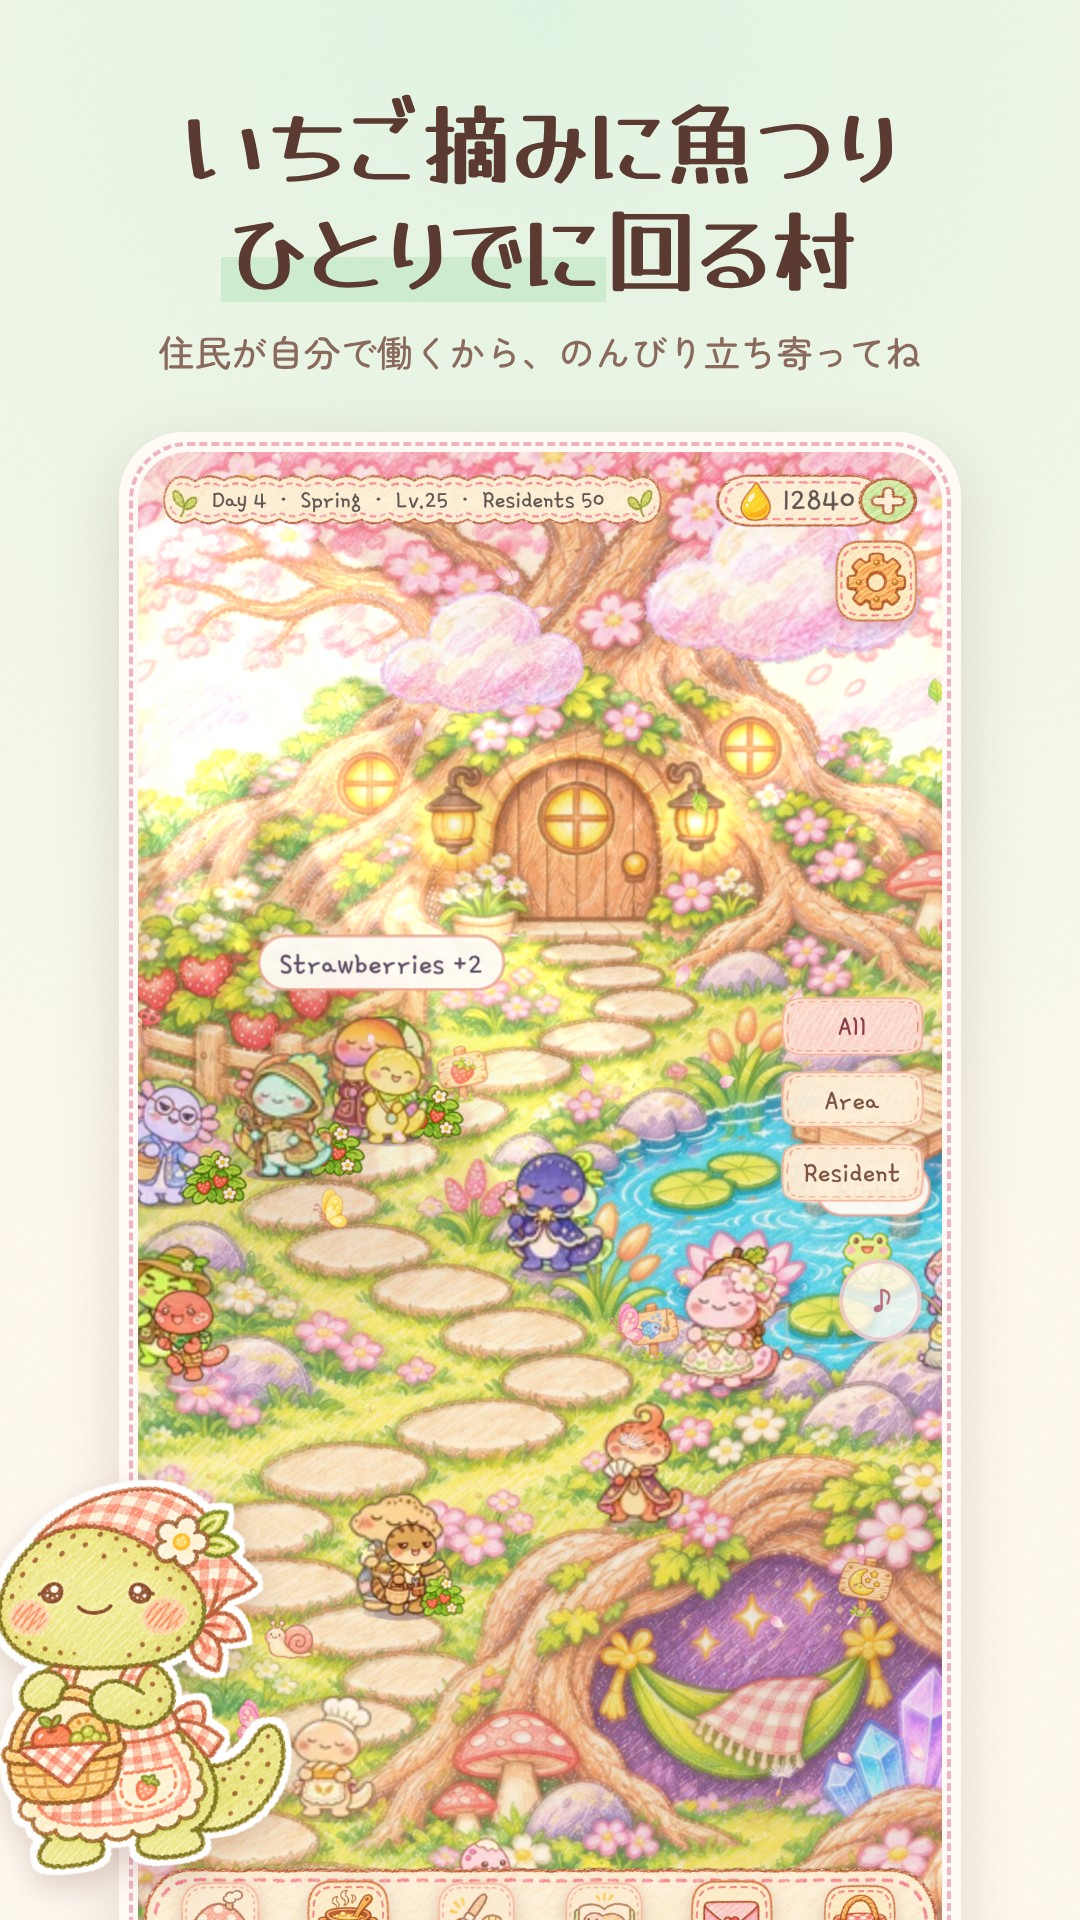 いちご摘みに魚つり
ひとりでに回る村
住民が自分で働くから、のんびり立ち寄ってね
Day 4 · Spring · Lv.25 · Residents 50
12840
Strawberries +2
All
Area
Resident